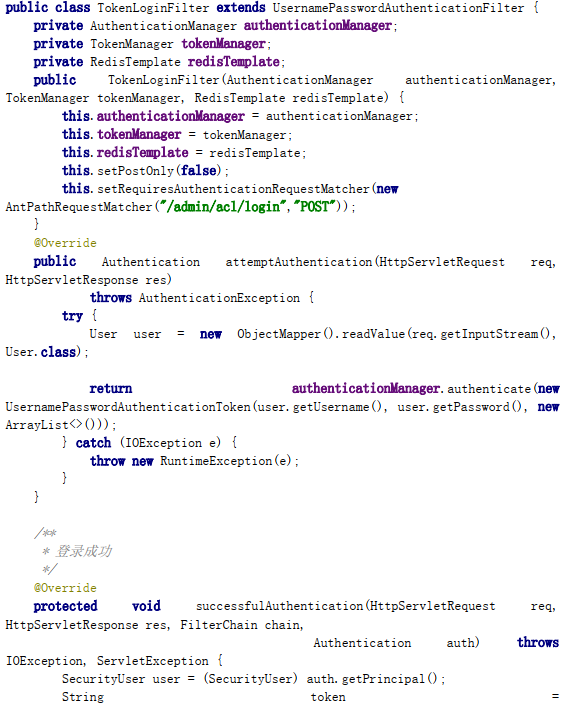 public class TokenLoginFilter extends UsernamePasswordAuthenticationFilter {
private AuthenticationManager authenticationManager;
private TokenManager tokenManager;
private RedisTemplate redisTemplate;
public TokenLoginFilter(AuthenticationManager authenticationManager,
TokenManager tokenManager, RedisTemplate redisTemplate) {
this.authenticationManager = authenticationManager;
this.tokenManager = tokenManager;
this.redisTemplate = redisTemplate;
this.setPostOnly(false);
this.setRequiresAuthenticationRequestMatcher(new
AntPathRequestMatcher("/admin/acl/login","POST"));
}
@Override
public Authentication attemptAuthentication(HttpServletRequest req,
HttpServletResponse res)
throws AuthenticationException {
try {
User user = new ObjectMapper().readValue(req.getInputStream(),
User.class);
return authenticationManager.authenticate(new
UsernamePasswordAuthenticationToken(user.getUsername(), user.getPassword(), new
ArrayList<>()));
} catch (IOException e) {
throw new RuntimeException(e);
}
}
/**
* 登录成功
*/
@Override
protected void successfulAuthentication(HttpServletRequest req,
HttpServletResponse res, FilterChain chain,
Authentication auth) throws
IOException, ServletException {
SecurityUser user = (SecurityUser) auth.getPrincipal();
String token =